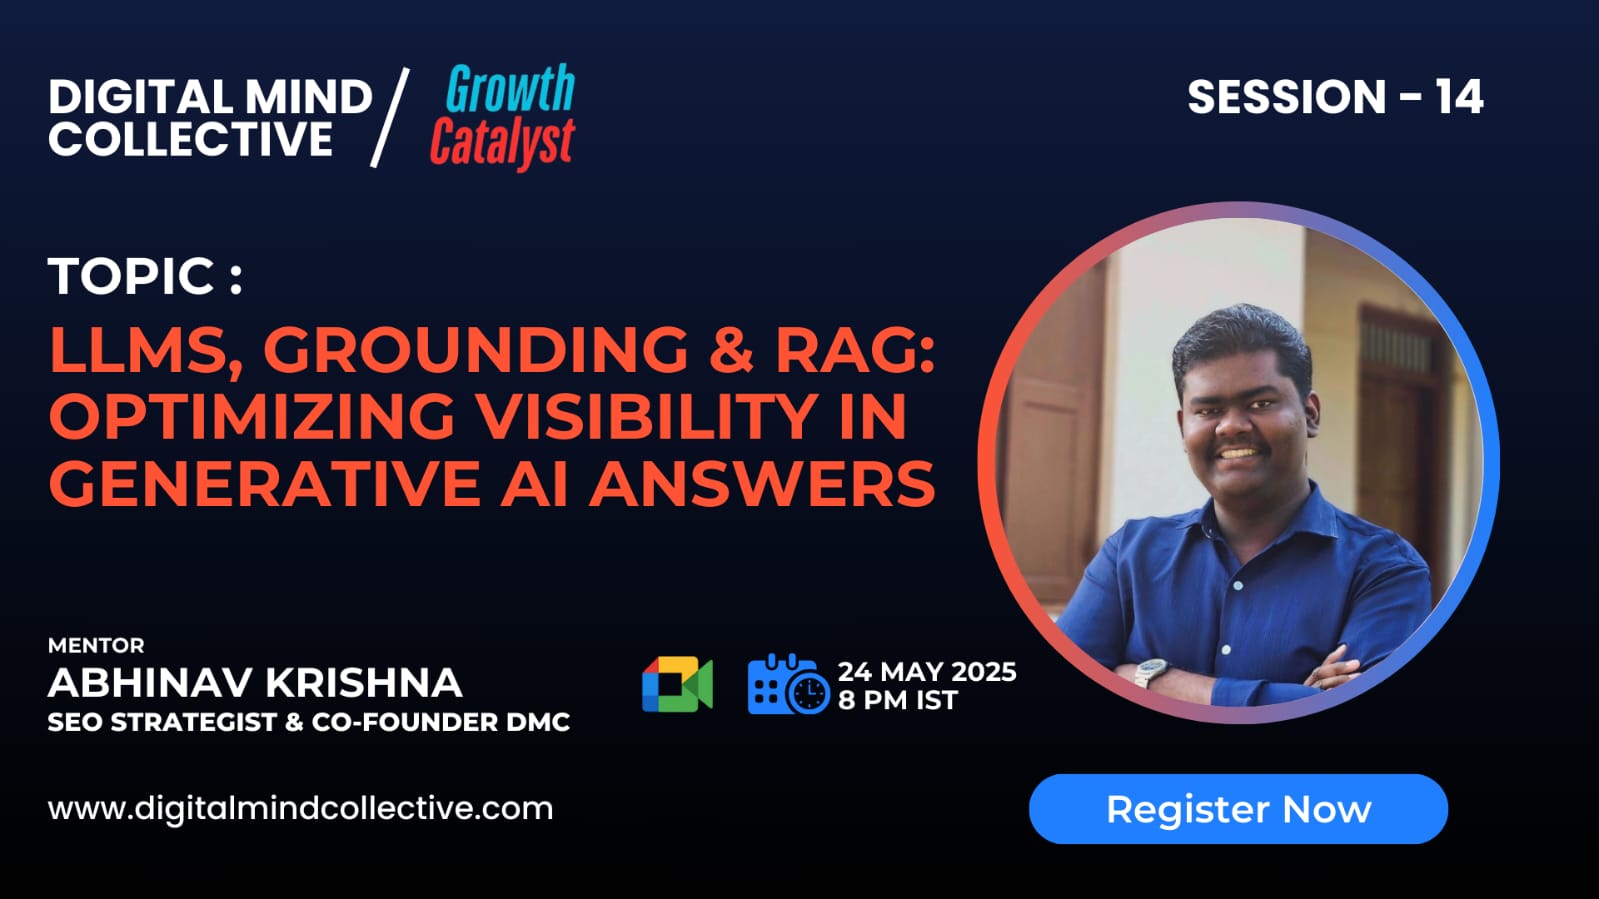 DIGITAL MIND
COLLECTIVE
Growth
Catalyst
SESSION - 14
TOPIC :
LLMS, GROUNDING & RAG:
OPTIMIZING VISIBILITY IN
GENERATIVE AI ANSWERS
MENTOR
ABHINAV KRISHNA
SEO STRATEGIST & CO-FOUNDER DMC
24 MAY 2025
8 PM IST
www.digitalmindcollective.com
Register Now